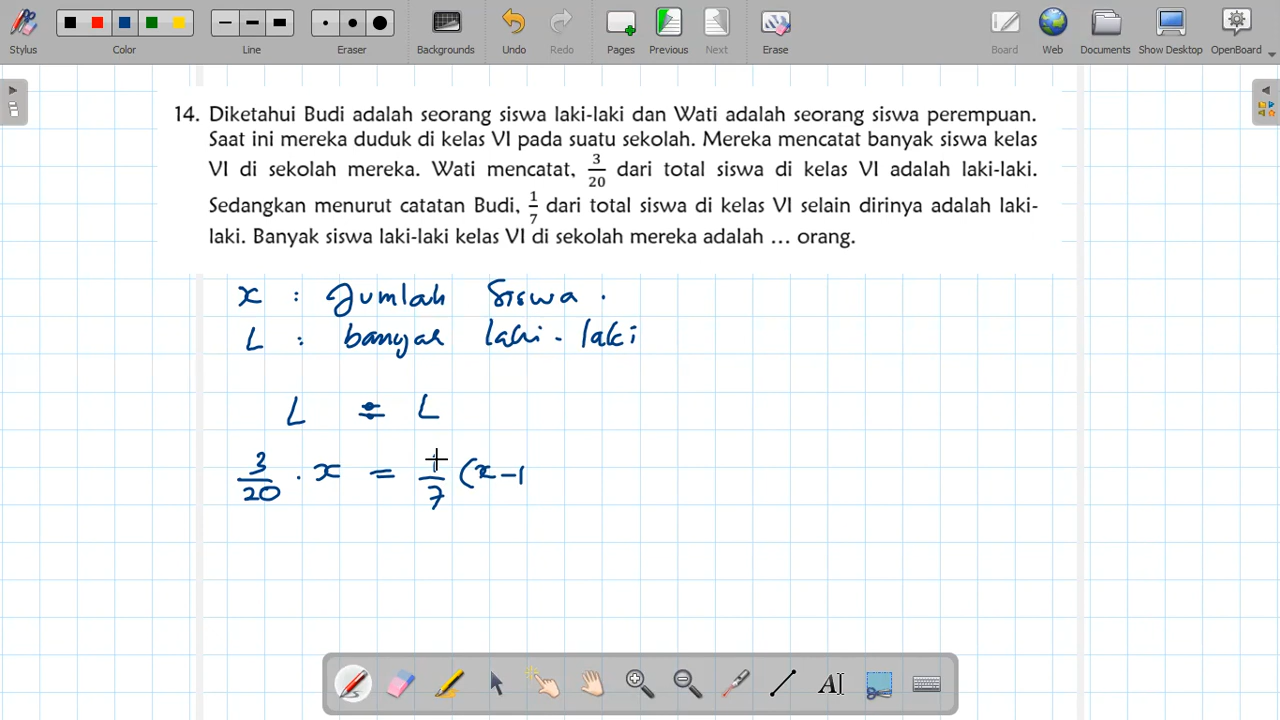 Stylus Color Line Eraser Backgrounds Undo Redo Pages Previous Next Erase Board Web Documents Show Desktop OpenBoard
14. Diketahui Budi adalah seorang siswa laki-laki dan Wati adalah seorang siswa perempuan.
Saat ini mereka duduk di kelas VI pada suatu sekolah. Mereka mencatat banyak siswa kelas
VI di sekolah mereka. Wati mencatat, 3/20 dari total siswa di kelas VI adalah laki-laki.
Sedangkan menurut catatan Budi, 1/7 dari total siswa di kelas VI selain dirinya adalah laki-
laki. Banyak siswa laki-laki kelas VI di sekolah mereka adalah ... orang.
x : Jumlah siswa .
L : banyak laki - laki
L = L
3/20 . x = 1/7 (x - 1